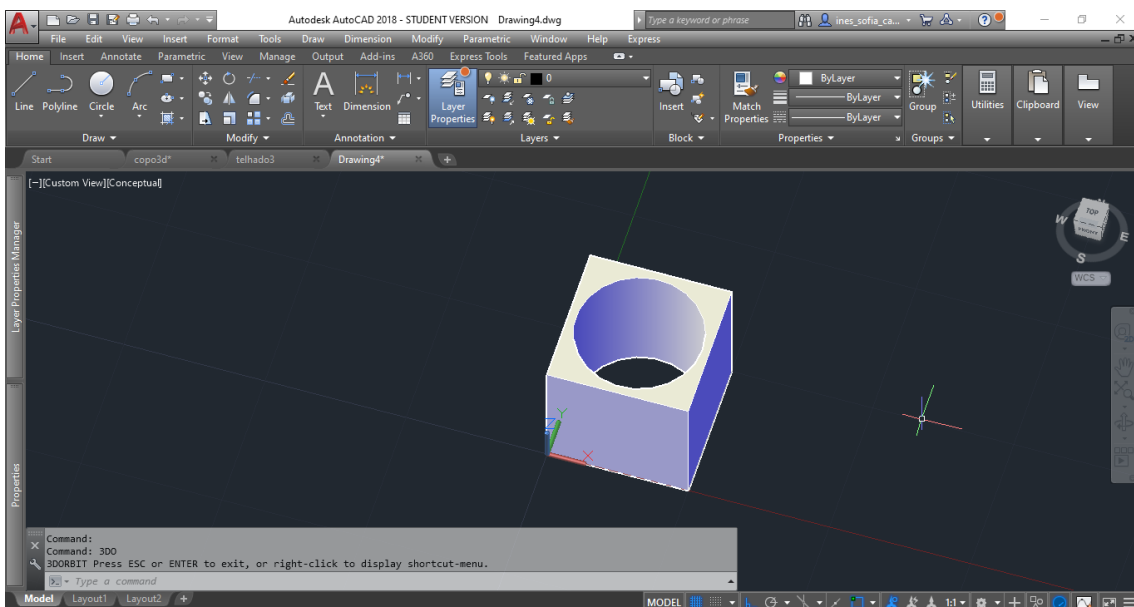 Autodesk AutoCAD 2018 - STUDENT VERSION Drawing4.dwg
Type a keyword or phrase
ines_sofia_ca...
File Edit View Insert Format Tools Draw Dimension Modify Parametric Window Help Express
Home Insert Annotate Parametric View Manage Output Add-ins A360 Express Tools Featured Apps
0
ByLayer
Line Polyline Circle Arc
Text Dimension
Layer Properties
Insert
Match Properties
ByLayer
ByLayer
Group
Utilities
Clipboard
View
Draw Modify Annotation Layers Block Properties Groups
Start copo3d* telhado3 Drawing4* +
[−][Custom View][Conceptual]
TOP
FRONT
W
E
S
WCS
Layer Properties Manager
Properties
Z
Y
X
Command:
Command: 3DO
3DORBIT Press ESC or ENTER to exit, or right-click to display shortcut-menu.
Type a command
Model Layout1 Layout2 +
MODEL
1:1